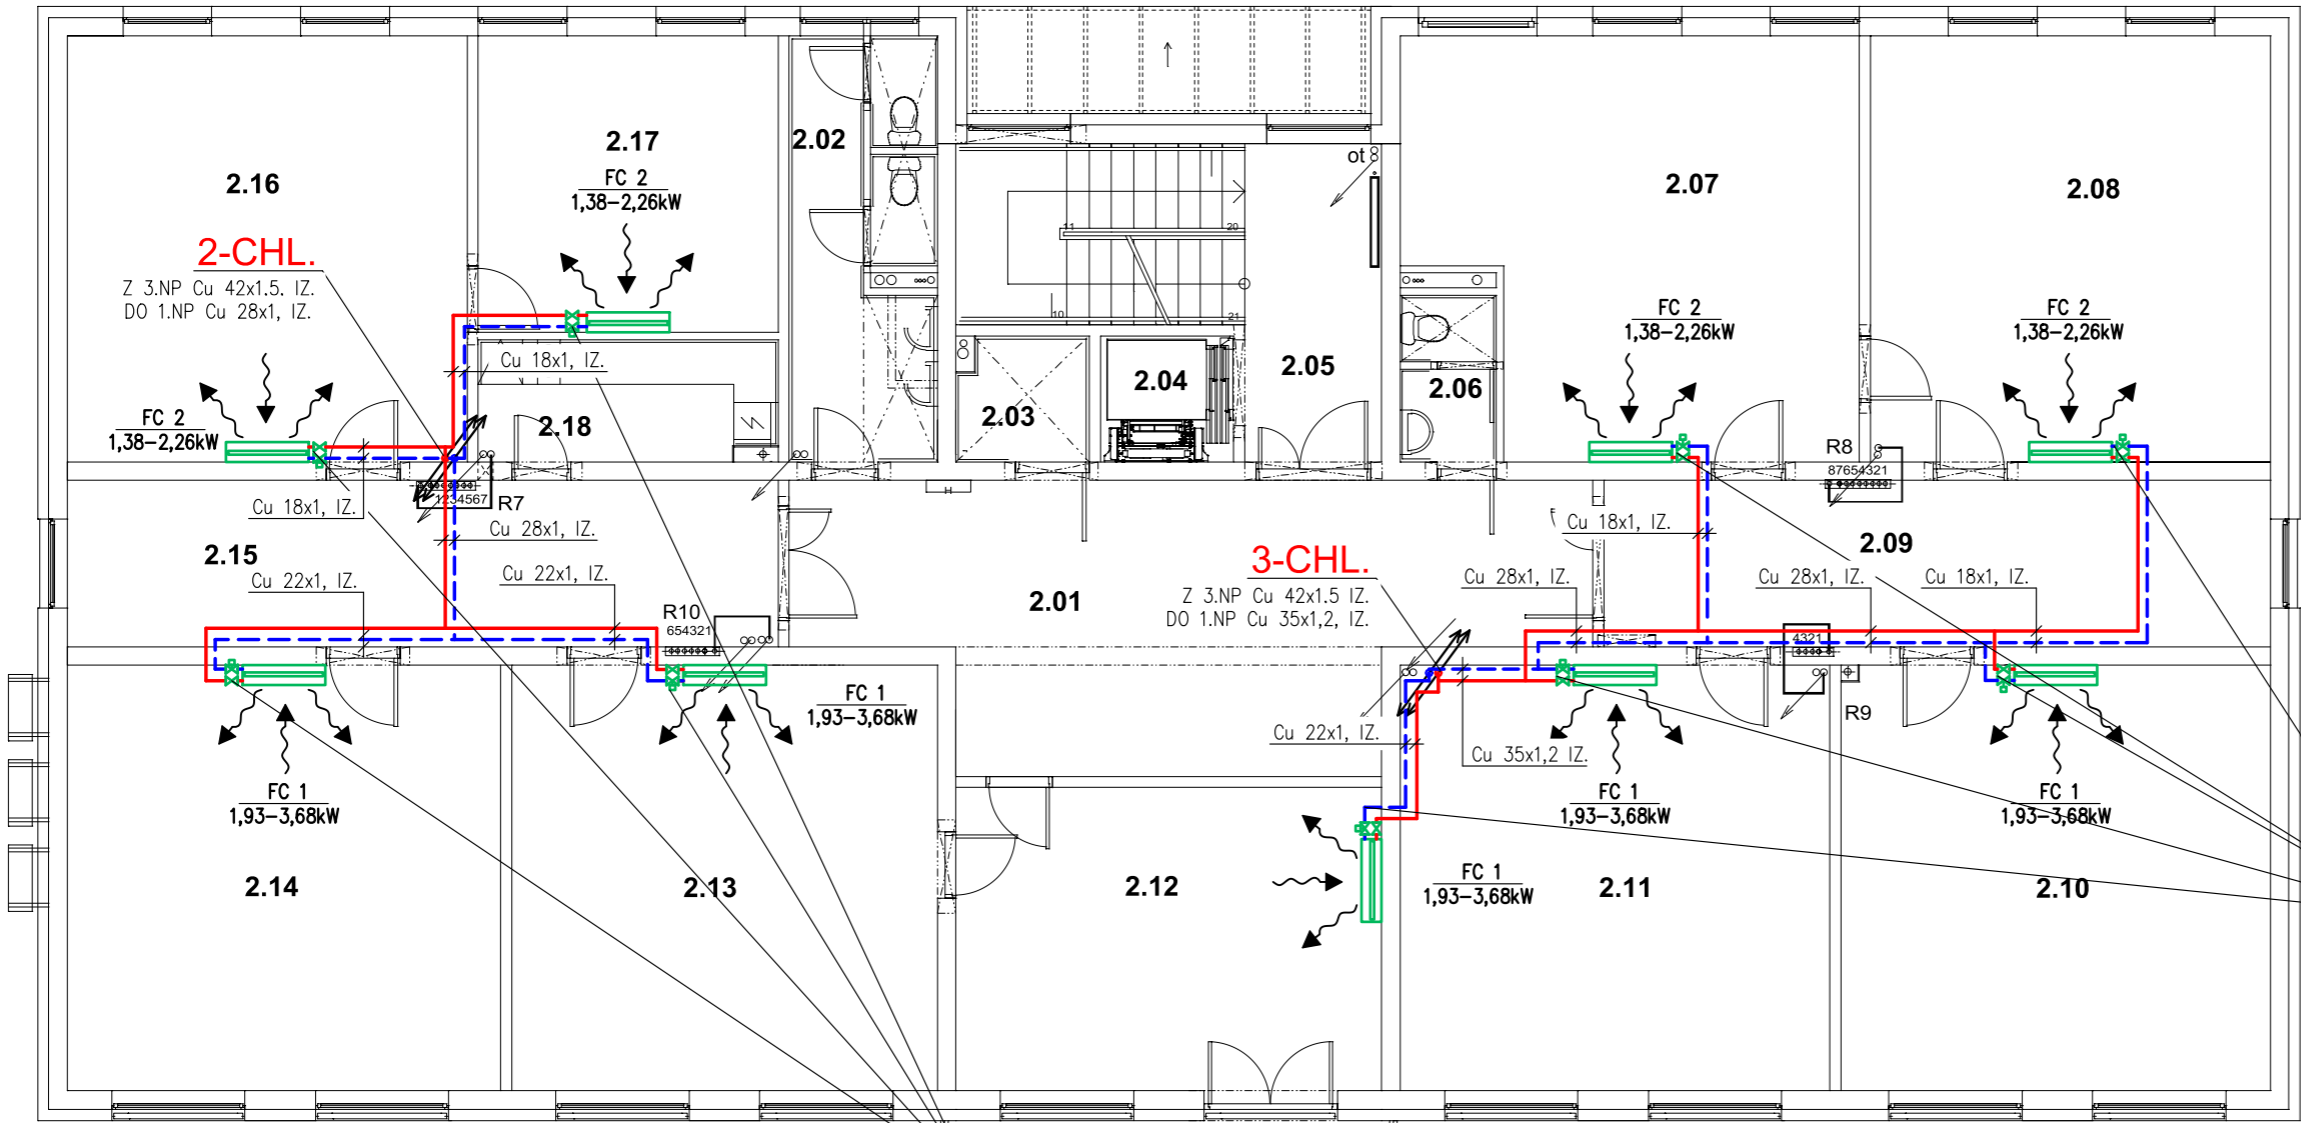 2.16
2.17
FC 2
1,38-2,26kW
2.02
ot
2.07
2.08
2-CHL.
Z 3.NP Cu 42x1.5. IZ.
DO 1.NP Cu 28x1, IZ.
11
20
10
21
FC 2
1,38-2,26kW
FC 2
1,38-2,26kW
Cu 18x1, IZ.
FC 2
1,38-2,26kW
2.18
2.03
2.04
2.05
2.06
R8
87654321
1234567
R7
Cu 18x1, IZ.
Cu 28x1, IZ.
H
Cu 18x1, IZ.
2.15
2.09
3-CHL.
Z 3.NP Cu 42x1.5 IZ.
DO 1.NP Cu 35x1,2, IZ.
Cu 22x1, IZ.
Cu 22x1, IZ.
Cu 28x1, IZ.
Cu 28x1, IZ.
Cu 18x1, IZ.
2.01
R10
654321
4321
FC 1
1,93-3,68kW
R9
Cu 22x1, IZ.
Cu 35x1,2 IZ.
FC 1
1,93-3,68kW
FC 1
1,93-3,68kW
FC 1
1,93-3,68kW
2.14
2.13
2.12
FC 1
1,93-3,68kW
2.11
2.10